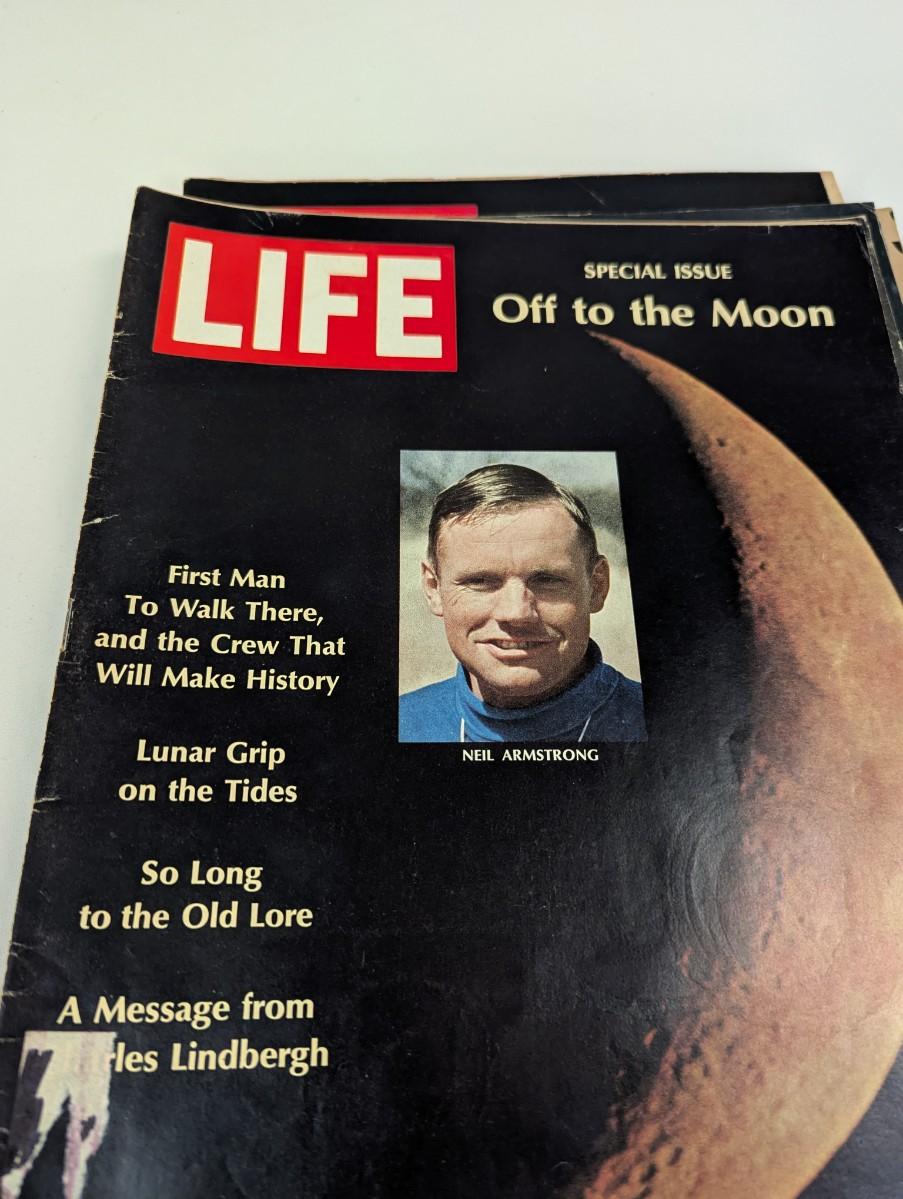 LIFE
SPECIAL ISSUE
Off to the Moon
First Man
To Walk There,
and the Crew That
Will Make History
NEIL ARMSTRONG
Lunar Grip
on the Tides
So Long
to the Old Lore
A Message from
rles Lindbergh